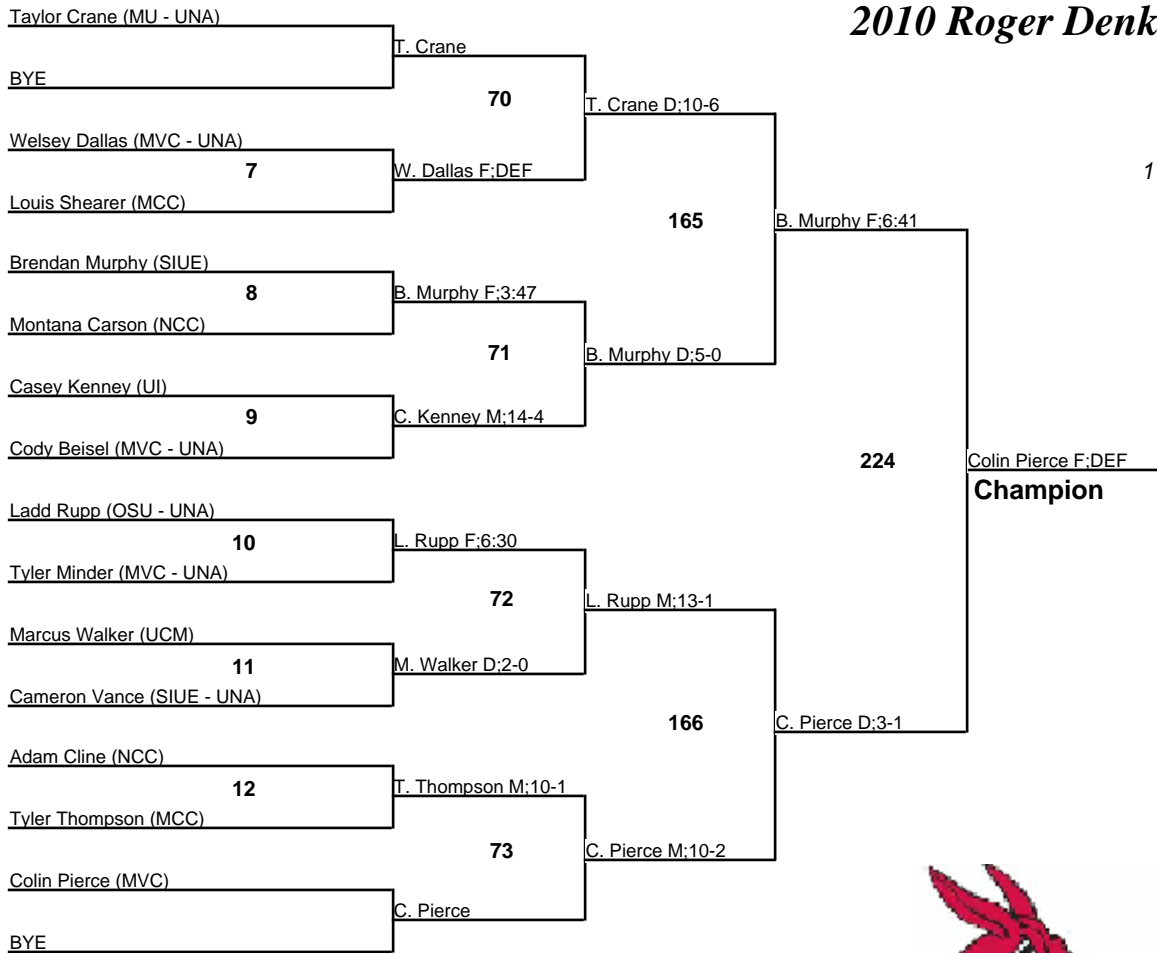 2010 Roger Denk
1
Taylor Crane (MU - UNA)
T. Crane
BYE
70
T. Crane D;10-6
Welsey Dallas (MVC - UNA)
7
W. Dallas F;DEF
Louis Shearer (MCC)
165
B. Murphy F;6:41
Brendan Murphy (SIUE)
8
B. Murphy F;3:47
Montana Carson (NCC)
71
B. Murphy D;5-0
Casey Kenney (UI)
9
C. Kenney M;14-4
Cody Beisel (MVC - UNA)
224
Colin Pierce F;DEF
Champion
Ladd Rupp (OSU - UNA)
10
L. Rupp F;6:30
Tyler Minder (MVC - UNA)
72
L. Rupp M;13-1
Marcus Walker (UCM)
11
M. Walker D;2-0
Cameron Vance (SIUE - UNA)
166
C. Pierce D;3-1
Adam Cline (NCC)
12
T. Thompson M;10-1
Tyler Thompson (MCC)
73
C. Pierce M;10-2
Colin Pierce (MVC)
C. Pierce
BYE